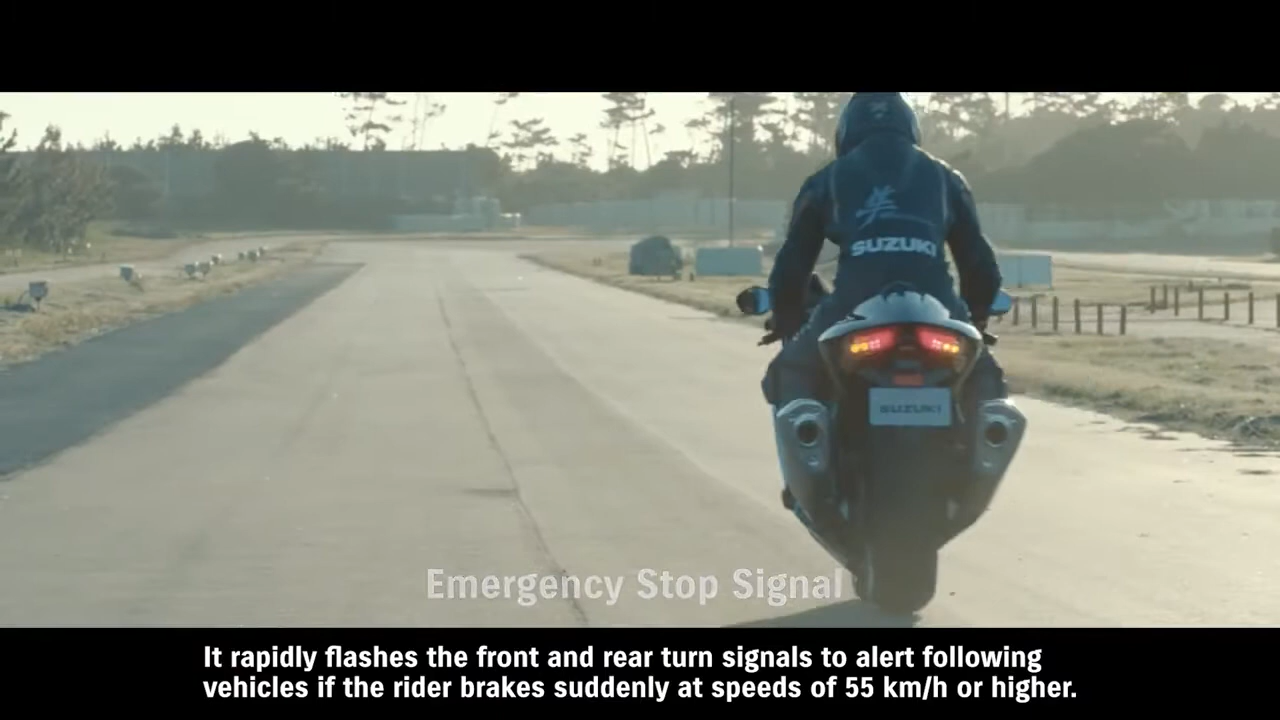 隼
SUZUKI
SUZUKI
Emergency Stop Signal
It rapidly flashes the front and rear turn signals to alert following
vehicles if the rider brakes suddenly at speeds of 55 km/h or higher.